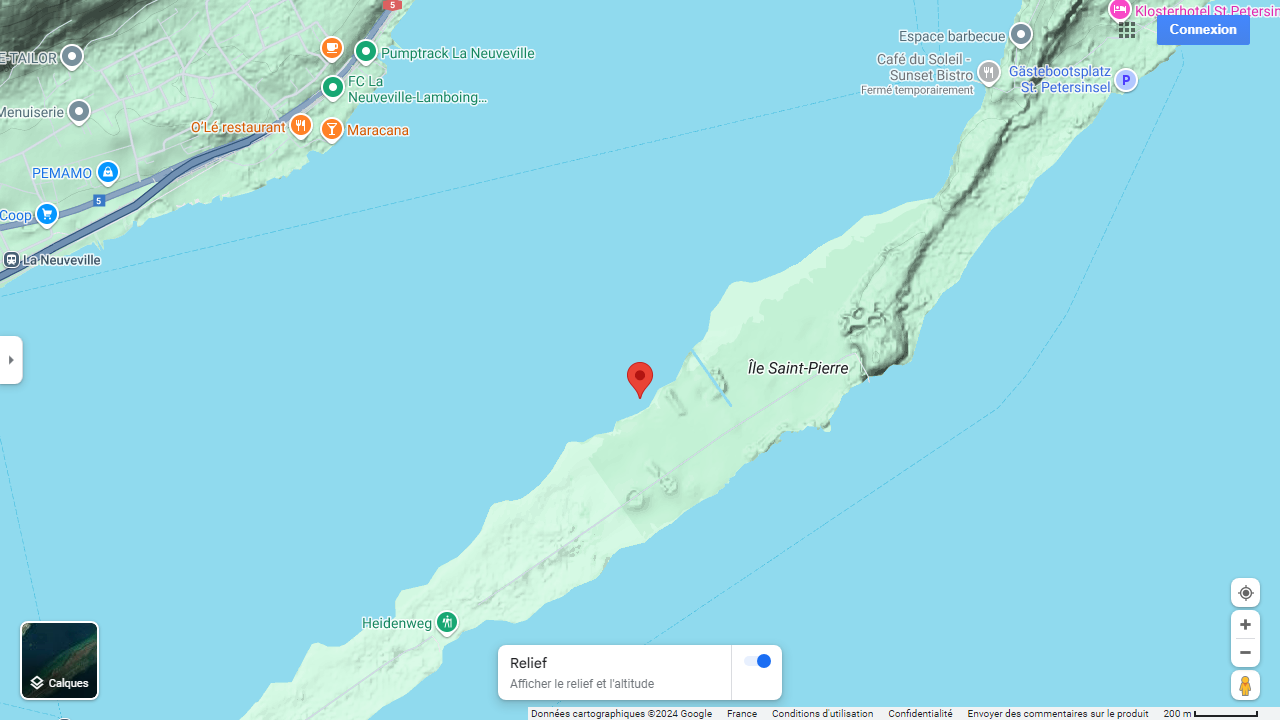 5
Klosterhotel St.Petersin
Connexion
Espace barbecue
Pumptrack La Neuveville
E-TAILOR
Café du Soleil -
Sunset Bistro
Fermé temporairement
Gästebootsplatz
St. Petersinsel
P
FC La
Neuveville-Lamboing...
Menuiserie
O'Lé restaurant
Maracana
PEMAMO
5
Coop
La Neuveville
Île Saint-Pierre
Heidenweg
Relief
Afficher le relief et l'altitude
Calques
Données cartographiques ©2024 Google France Conditions d'utilisation Confidentialité Envoyer des commentaires sur le produit 200 m